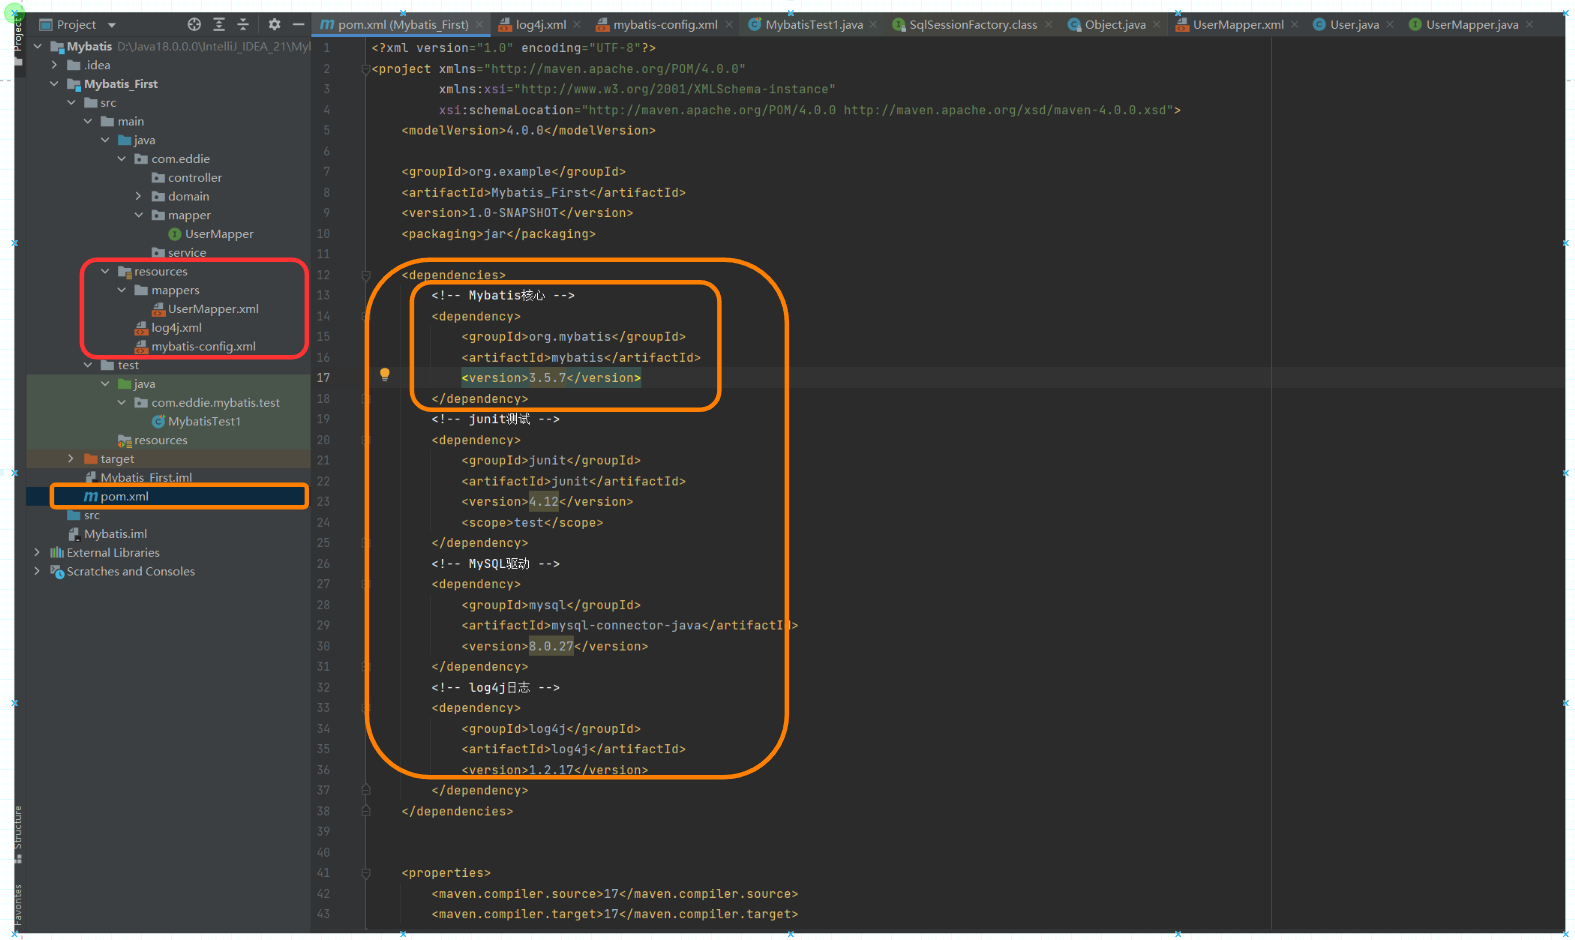 Project
pom.xml (Mybatis_First)
log4j.xml
mybatis-config.xml
MybatisTest1.java
SqlSessionFactory.class
Object.java
UserMapper.xml
User.java
UserMapper.java
Project
Mybatis D:\Java18.0.0.0\IntelliJ_IDEA_21\Myl
.idea
Mybatis_First
src
main
java
com.eddie
controller
domain
mapper
UserMapper
service
resources
mappers
UserMapper.xml
log4j.xml
mybatis-config.xml
test
java
com.eddie.mybatis.test
MybatisTest1
resources
target
Mybatis_First.iml
pom.xml
src
Mybatis.iml
External Libraries
Scratches and Consoles
Structure
Favorites
1 <?xml version="1.0" encoding="UTF-8"?>
2 <project xmlns="http://maven.apache.org/POM/4.0.0"
3 xmlns:xsi="http://www.w3.org/2001/XMLSchema-instance"
4 xsi:schemaLocation="http://maven.apache.org/POM/4.0.0 http://maven.apache.org/xsd/maven-4.0.0.xsd">
5 <modelVersion>4.0.0</modelVersion>
6
7 <groupId>org.example</groupId>
8 <artifactId>Mybatis_First</artifactId>
9 <version>1.0-SNAPSHOT</version>
10 <packaging>jar</packaging>
11
12 <dependencies>
13 <!-- Mybatis核心 -->
14 <dependency>
15 <groupId>org.mybatis</groupId>
16 <artifactId>mybatis</artifactId>
17 <version>3.5.7</version>
18 </dependency>
19 <!-- junit测试 -->
20 <dependency>
21 <groupId>junit</groupId>
22 <artifactId>junit</artifactId>
23 <version>4.12</version>
24 <scope>test</scope>
25 </dependency>
26 <!-- MySQL驱动 -->
27 <dependency>
28 <groupId>mysql</groupId>
29 <artifactId>mysql-connector-java</artifactId>
30 <version>8.0.27</version>
31 </dependency>
32 <!-- log4j日志 -->
33 <dependency>
34 <groupId>log4j</groupId>
35 <artifactId>log4j</artifactId>
36 <version>1.2.17</version>
37 </dependency>
38 </dependencies>
39
40
41 <properties>
42 <maven.compiler.source>17</maven.compiler.source>
43 <maven.compiler.target>17</maven.compiler.target>